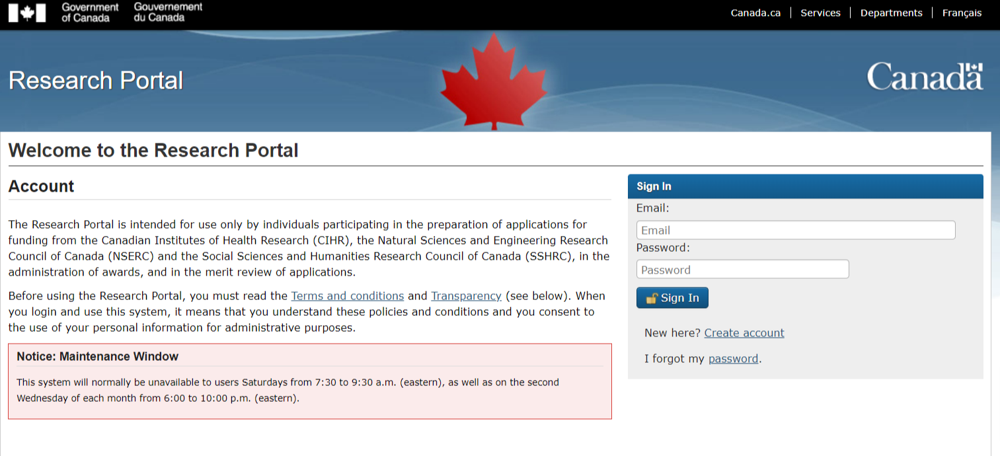 Government of Canada
Gouvernement du Canada
Canada.ca
Services
Departments
Français
Research Portal
Canada
Welcome to the Research Portal
Account
The Research Portal is intended for use only by individuals participating in the preparation of applications for
funding from the Canadian Institutes of Health Research (CIHR), the Natural Sciences and Engineering Research
Council of Canada (NSERC) and the Social Sciences and Humanities Research Council of Canada (SSHRC), in the
administration of awards, and in the merit review of applications.
Before using the Research Portal, you must read the Terms and conditions and Transparency (see below). When
you login and use this system, it means that you understand these policies and conditions and you consent to
the use of your personal information for administrative purposes.
Notice: Maintenance Window
This system will normally be unavailable to users Saturdays from 7:30 to 9:30 a.m. (eastern), as well as on the second
Wednesday of each month from 6:00 to 10:00 p.m. (eastern).
Sign In
Email:
Email
Password:
Password
Sign In
New here? Create account
I forgot my password.